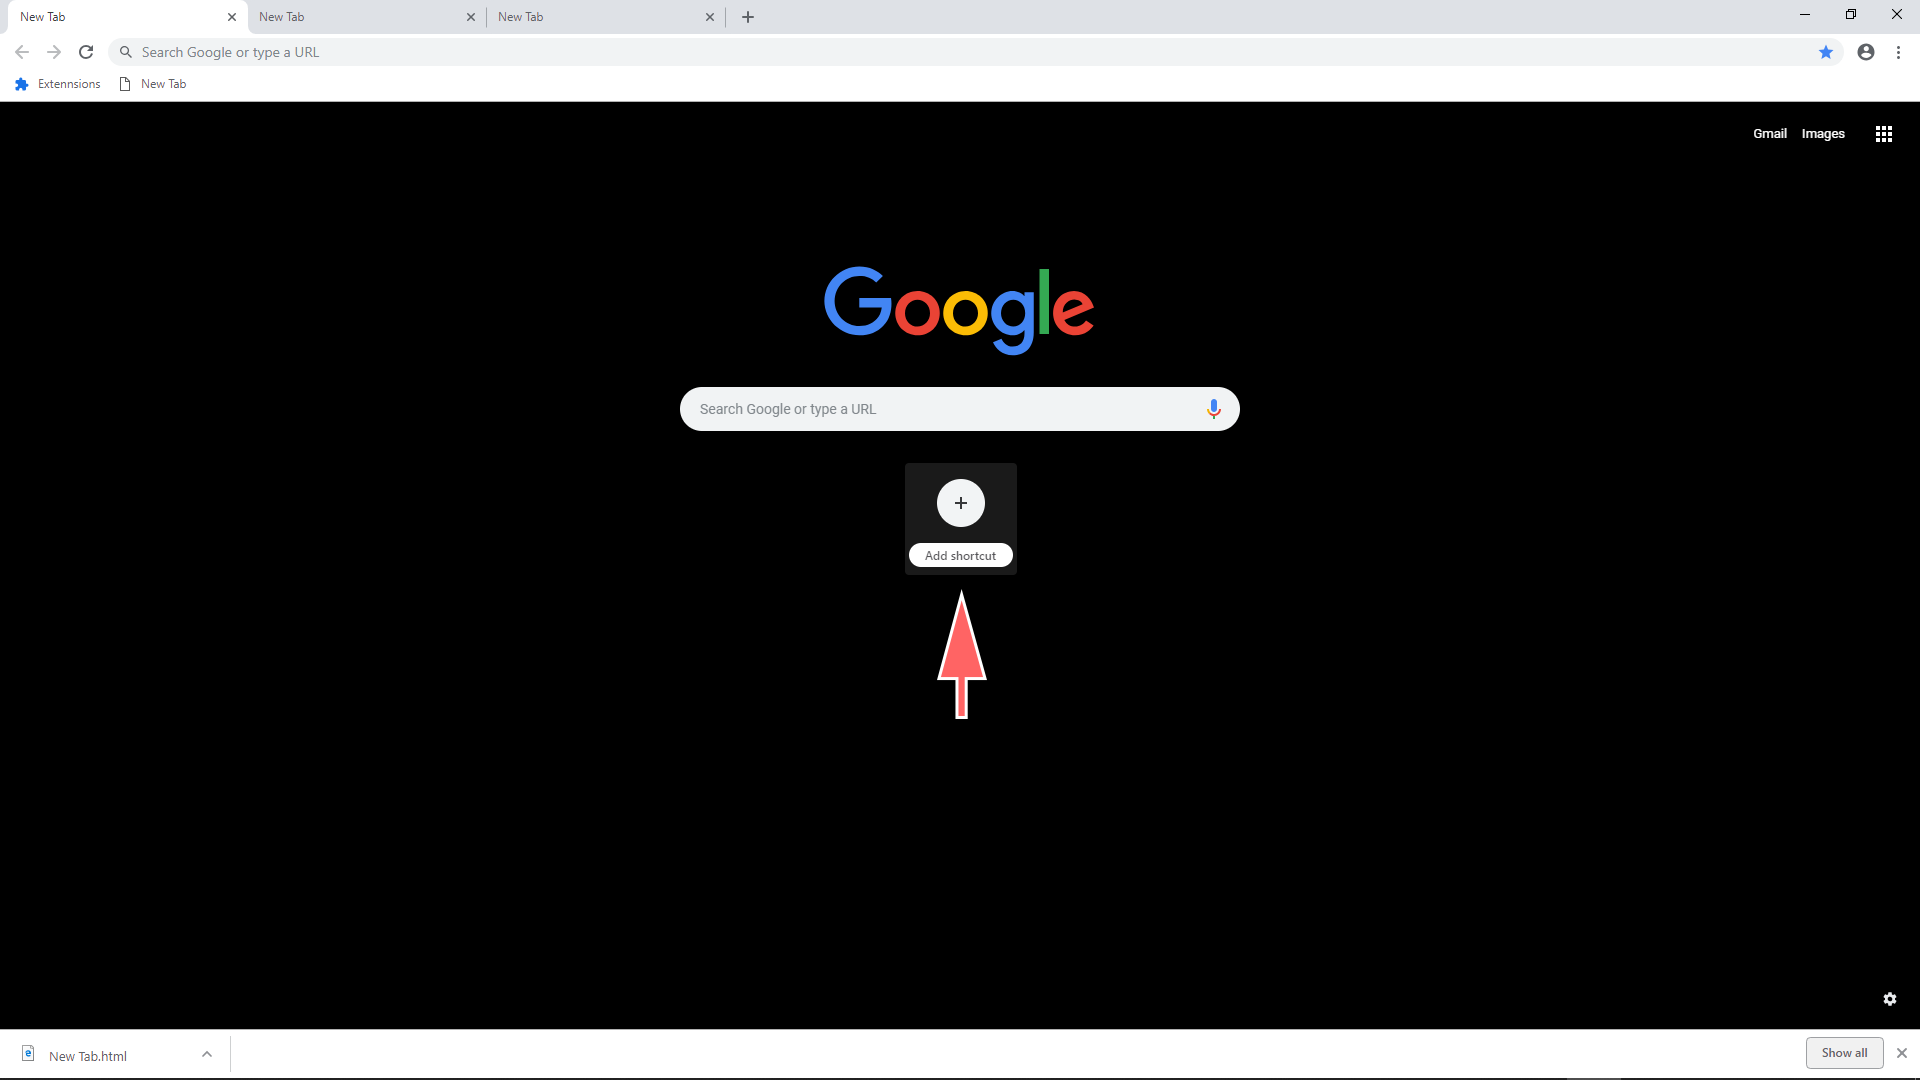 New Tab
New Tab
New Tab
Search Google or type a URL
Extennsions
New Tab
Gmail
Images
Google
Search Google or type a URL
Add shortcut
New Tab.html
Show all